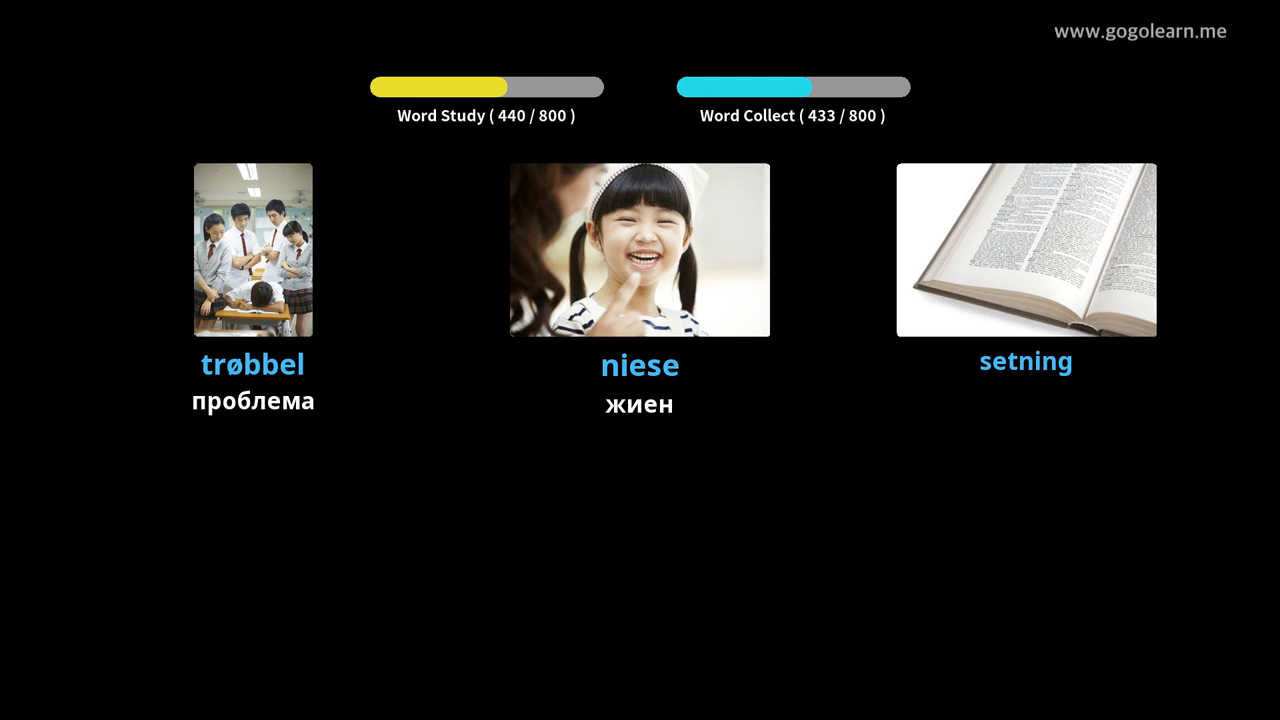 www.gogolearn.me
Word Study ( 440 / 800 )
Word Collect ( 433 / 800 )
trøbbel
niese
setning
проблема
жиен